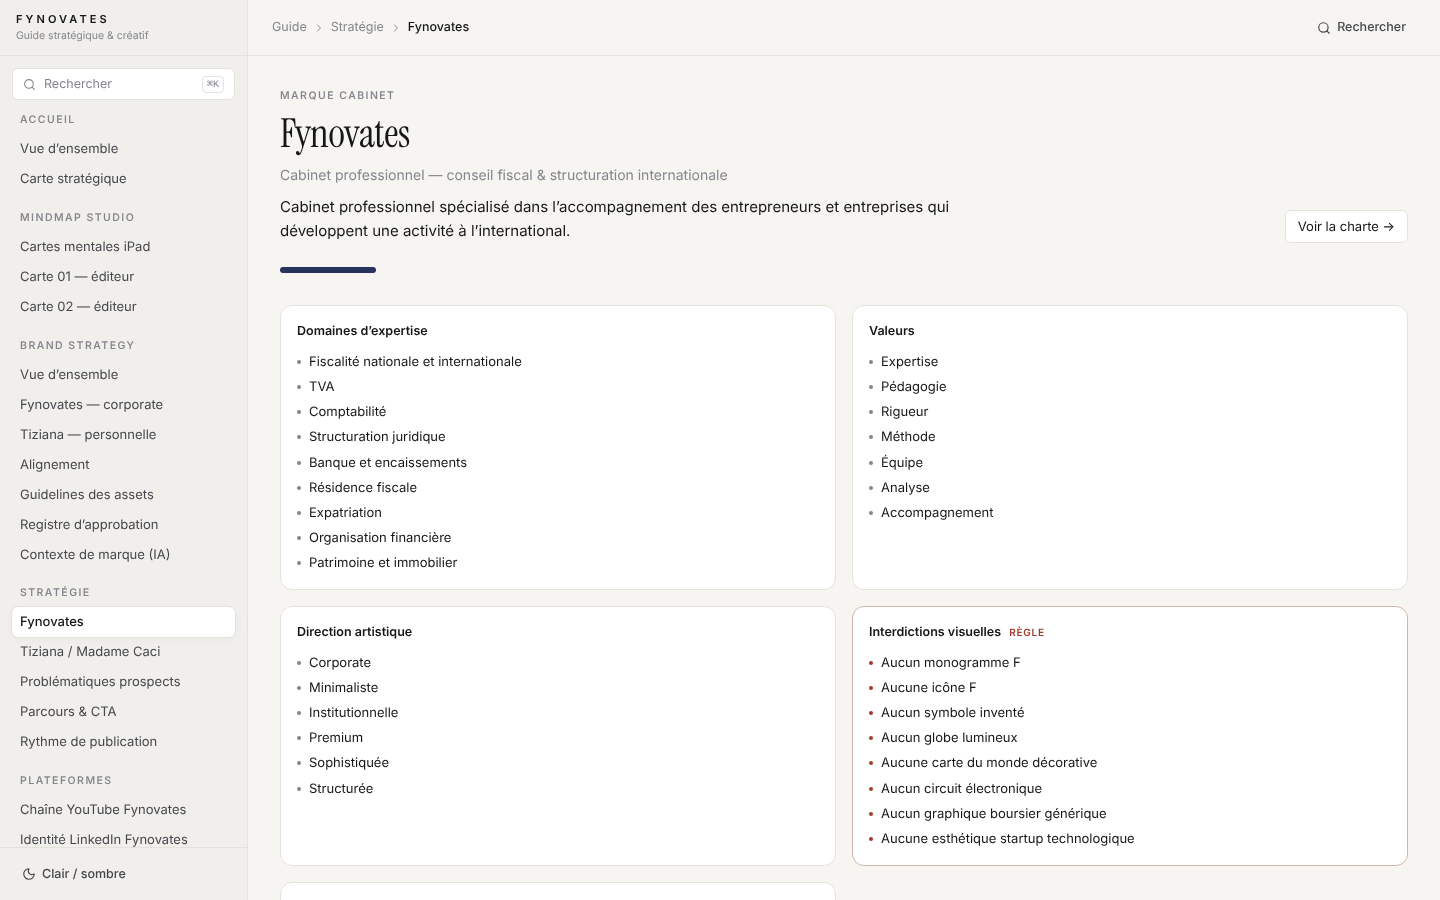 FYNOVATES
Guide stratégique & créatif
Rechercher
⌘K
ACCUEIL
Vue d’ensemble
Carte stratégique
MINDMAP STUDIO
Cartes mentales iPad
Carte 01 — éditeur
Carte 02 — éditeur
BRAND STRATEGY
Vue d’ensemble
Fynovates — corporate
Tiziana — personnelle
Alignement
Guidelines des assets
Registre d’approbation
Contexte de marque (IA)
STRATÉGIE
Fynovates
Tiziana / Madame Caci
Problématiques prospects
Parcours & CTA
Rythme de publication
PLATEFORMES
Chaîne YouTube Fynovates
Identité LinkedIn Fynovates
Clair / sombre
Guide > Stratégie > Fynovates
Rechercher
MARQUE CABINET
Fynovates
Cabinet professionnel — conseil fiscal & structuration internationale
Cabinet professionnel spécialisé dans l’accompagnement des entrepreneurs et entreprises qui
développent une activité à l’international.
Voir la charte →
Domaines d’expertise
Fiscalité nationale et internationale
TVA
Comptabilité
Structuration juridique
Banque et encaissements
Résidence fiscale
Expatriation
Organisation financière
Patrimoine et immobilier
Valeurs
Expertise
Pédagogie
Rigueur
Méthode
Équipe
Analyse
Accompagnement
Direction artistique
Corporate
Minimaliste
Institutionnelle
Premium
Sophistiquée
Structurée
Interdictions visuelles RÈGLE
Aucun monogramme F
Aucune icône F
Aucun symbole inventé
Aucun globe lumineux
Aucune carte du monde décorative
Aucun circuit électronique
Aucun graphique boursier générique
Aucune esthétique startup technologique